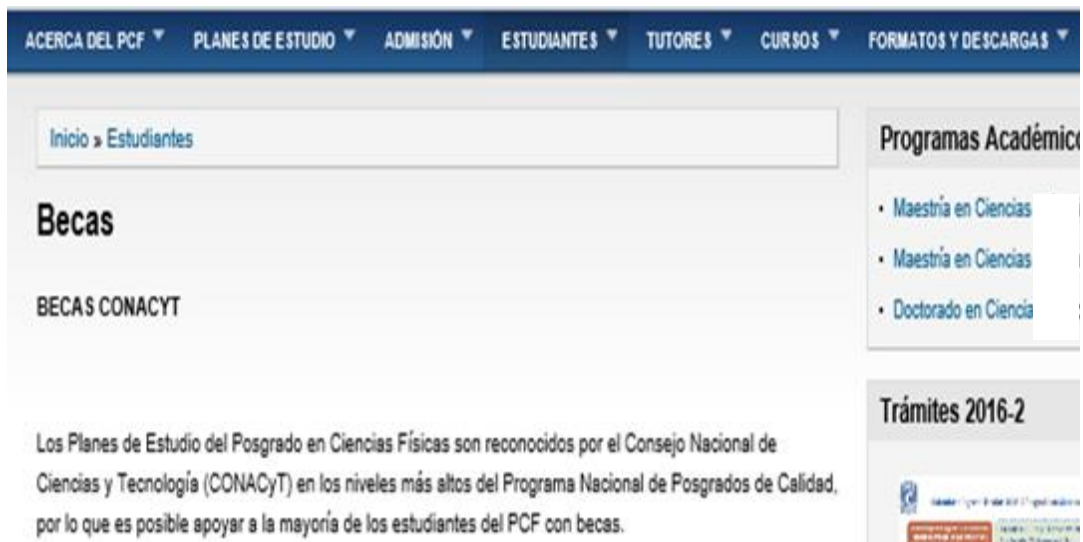 ACERCA DEL PCF PLANES DE ESTUDIO ADMISIÓN ESTUDIANTES TUTORES CURSOS FORMATOS Y DESCARGAS
Inicio » Estudiantes
Becas
BECAS CONACYT
Los Planes de Estudio del Posgrado en Ciencias Físicas son reconocidos por el Consejo Nacional de
Ciencias y Tecnología (CONACyT) en los niveles más altos del Programa Nacional de Posgrados de Calidad,
por lo que es posible apoyar a la mayoría de los estudiantes del PCF con becas.
Programas Académico
• Maestría en Ciencias
• Maestría en Ciencias
• Doctorado en Ciencia
Trámites 2016-2